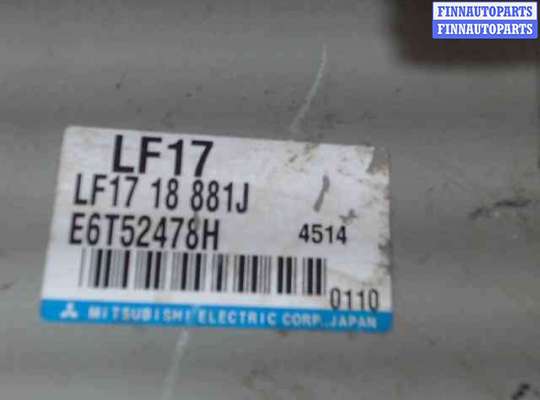 FINNAUTOPARTS
FINNAUTOPARTS
LF17
LF17 18 881J
E6T52478H 4514
0110
MITSUBISHI ELECTRIC CORP., JAPAN